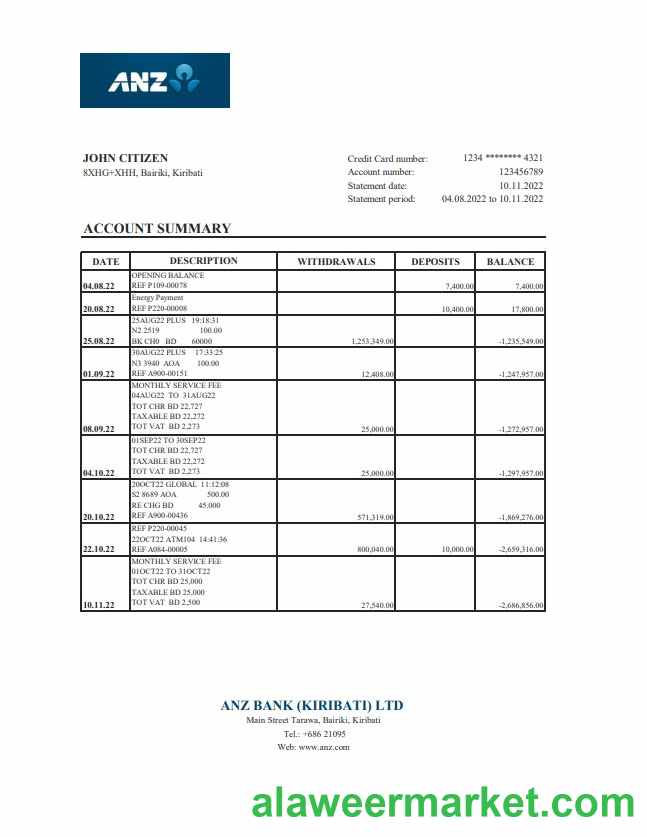 ANZ
JOHN CITIZEN
8XHG+XHH, Bairiki, Kiribati
Credit Card number: 1234 ******** 4321
Account number: 123456789
Statement date: 10.11.2022
Statement period: 04.08.2022 to 10.11.2022
ACCOUNT SUMMARY
DATE DESCRIPTION WITHDRAWALS DEPOSITS BALANCE
OPENING BALANCE
04.08.22 REF P109-00078 7,400.00 7,400.00
Energy Payment
20.08.22 REF P220-00008 10,400.00 17,800.00
25AUG22 PLUS 19:18:31
N2 2519 100.00
25.08.22 BK CH0 BD 60000 1,253,349.00 -1,235,549.00
30AUG22 PLUS 17:33:25
N3 3940 AOA 100.00
01.09.22 REF A900-00151 12,408.00 -1,247,957.00
MONTHLY SERVICE FEE
04AUG22 TO 31AUG22
TOT CHR BD 22,727
TAXABLE BD 22,272
08.09.22 TOT VAT BD 2,273 25,000.00 -1,272,957.00
01SEP22 TO 30SEP22
TOT CHR BD 22,727
TAXABLE BD 22,272
04.10.22 TOT VAT BD 2,273 25,000.00 -1,297,957.00
20OCT22 GLOBAL 11:12:08
S2 8689 AOA 500.00
RE CHG BD 45.000
20.10.22 REF A900-00436 571,319.00 -1,869,276.00
REF P220-00045
22OCT22 ATM104 14:41:36
22.10.22 REF A084-00005 800,040.00 10,000.00 -2,659,316.00
MONTHLY SERVICE FEE
01OCT22 TO 31OCT22
TOT CHR BD 25,000
TAXABLE BD 25,000
10.11.22 TOT VAT BD 2,500 27,540.00 -2,686,856.00
ANZ BANK (KIRIBATI) LTD
Main Street Tarawa, Bairiki, Kiribati
Tel.: +686 21095
Web: www.anz.com
alaweermarket.com